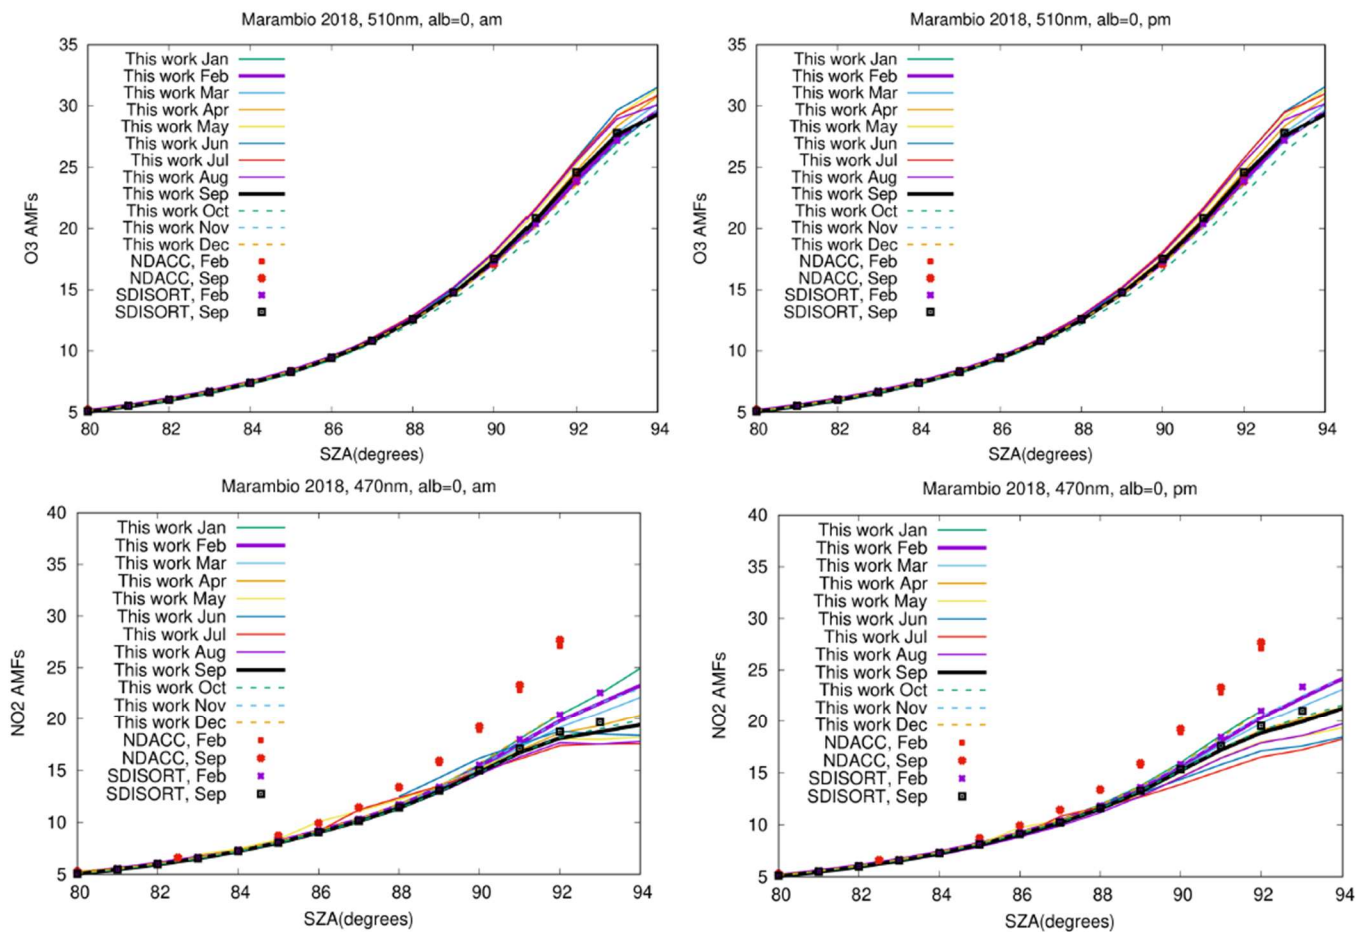 Marambio 2018, 510nm, alb=0, am
O3 AMFs
35
30
25
20
15
10
5
This work Jan
This work Feb
This work Mar
This work Apr
This work May
This work Jun
This work Jul
This work Aug
This work Sep
This work Oct
This work Nov
This work Dec
NDACC, Feb
NDACC, Sep
SDISORT, Feb
SDISORT, Sep
80 82 84 86 88 90 92 94
SZA(degrees)
Marambio 2018, 510nm, alb=0, pm
O3 AMFs
35
30
25
20
15
10
5
This work Jan
This work Feb
This work Mar
This work Apr
This work May
This work Jun
This work Jul
This work Aug
This work Sep
This work Oct
This work Nov
This work Dec
NDACC, Feb
NDACC, Sep
SDISORT, Feb
SDISORT, Sep
80 82 84 86 88 90 92 94
SZA(degrees)
Marambio 2018, 470nm, alb=0, am
NO2 AMFs
40
35
30
25
20
15
10
5
This work Jan
This work Feb
This work Mar
This work Apr
This work May
This work Jun
This work Jul
This work Aug
This work Sep
This work Oct
This work Nov
This work Dec
NDACC, Feb
NDACC, Sep
SDISORT, Feb
SDISORT, Sep
80 82 84 86 88 90 92 94
SZA(degrees)
Marambio 2018, 470nm, alb=0, pm
NO2 AMFs
40
35
30
25
20
15
10
5
This work Jan
This work Feb
This work Mar
This work Apr
This work May
This work Jun
This work Jul
This work Aug
This work Sep
This work Oct
This work Nov
This work Dec
NDACC, Feb
NDACC, Sep
SDISORT, Feb
SDISORT, Sep
80 82 84 86 88 90 92 94
SZA(degrees)